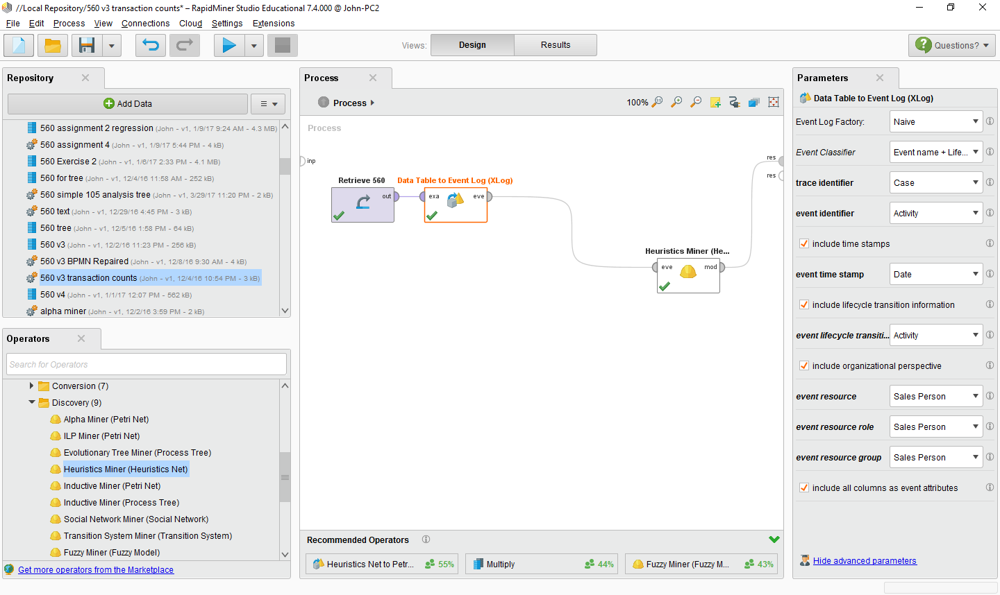 //Local Repository/560 v3 transaction counts* – RapidMiner Studio Educational 7.4.000 @ John-PC2
File Edit Process View Connections Cloud Settings Extensions
Views: Design Results Questions?
Repository
Add Data
560 assignment 2 regression (John - v1, 1/9/17 9:24 AM - 4.3 MB)
560 assignment 4 (John - v1, 1/9/17 5:44 PM - 4 kB)
560 Exercise 2 (John - v1, 1/6/17 2:33 PM - 4.1 MB)
560 for tree (John - v1, 12/4/16 11:58 AM - 252 kB)
560 simple 105 analysis tree (John - v1, 3/29/17 11:20 PM - 2 kB)
560 text (John - v1, 12/29/16 4:45 PM - 3 kB)
560 tree (John - v1, 12/5/16 1:58 PM - 64 kB)
560 v3 (John - v1, 12/2/16 11:23 PM - 256 kB)
560 v3 BPMN Repaired (John - v1, 12/8/16 9:30 AM - 4 kB)
560 v3 transaction counts (John - v1, 12/4/16 10:54 PM - 3 kB)
560 v4 (John - v1, 1/1/17 12:07 PM - 562 kB)
alpha miner (John - v1, 12/2/16 3:59 PM - 2 kB)
Operators
Search for Operators
Conversion (7)
Discovery (9)
Alpha Miner (Petri Net)
ILP Miner (Petri Net)
Evolutionary Tree Miner (Process Tree)
Heuristics Miner (Heuristics Net)
Inductive Miner (Petri Net)
Inductive Miner (Process Tree)
Social Network Miner (Social Network)
Transition System Miner (Transition System)
Fuzzy Miner (Fuzzy Model)
Get more operators from the Marketplace
Process
Process
100%
Process
inp
res
res
Retrieve 560
out
Data Table to Event Log (XLog)
exa eve
Heuristics Miner (He...
eve mod
Recommended Operators
Heuristics Net to Petr... 55%
Multiply 44%
Fuzzy Miner (Fuzzy M... 43%
Parameters
Data Table to Event Log (XLog)
Event Log Factory: Naive
Event Classifier Event name + Life...
trace identifier Case
event identifier Activity
include time stamps
event time stamp Date
include lifecycle transition information
event lifecycle transiti... Activity
include organizational perspective
event resource Sales Person
event resource role Sales Person
event resource group Sales Person
include all columns as event attributes
Hide advanced parameters